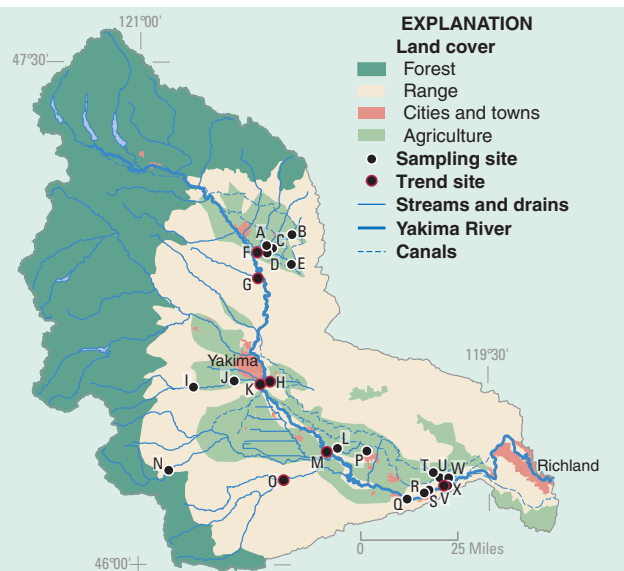 121°00'
47°30'
EXPLANATION
Land cover
Forest
Range
Cities and towns
Agriculture
Sampling site
Trend site
Streams and drains
Yakima River
Canals
A
B
C
F
D
E
G
119°30'
Yakima
I
J
K
H
L
P
N
M
O
T
U
W
Richland
Q
R
S
V
X
46°00'
0
25 Miles